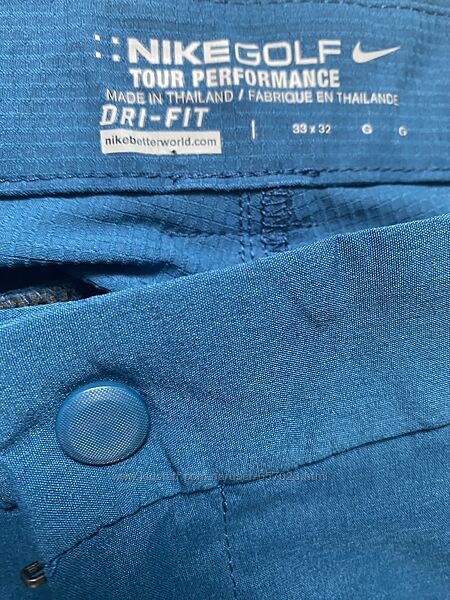 NIKEGOLF
TOUR PERFORMANCE
MADE IN THAILAND / FABRIQUE EN THAILANDE
DRI-FIT
33 x 32 G G
nikebetterworld.com